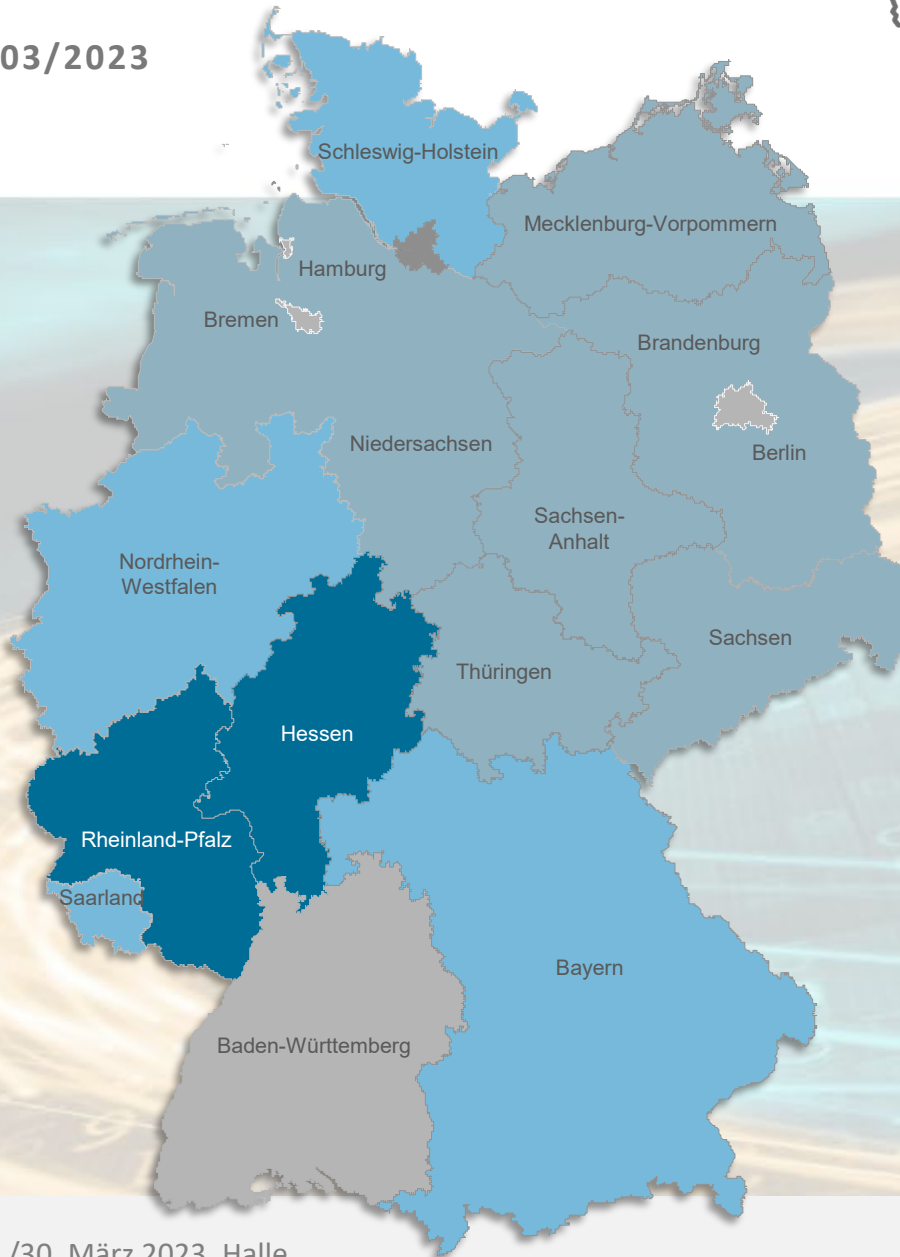 03/2023
Schleswig-Holstein
Mecklenburg-Vorpommern
Hamburg
Bremen
Brandenburg
Niedersachsen
Berlin
Sachsen-
Anhalt
Nordrhein-
Westfalen
Sachsen
Thüringen
Hessen
Rheinland-Pfalz
Saarland
Bayern
Baden-Württemberg
/30. März 2023, Halle